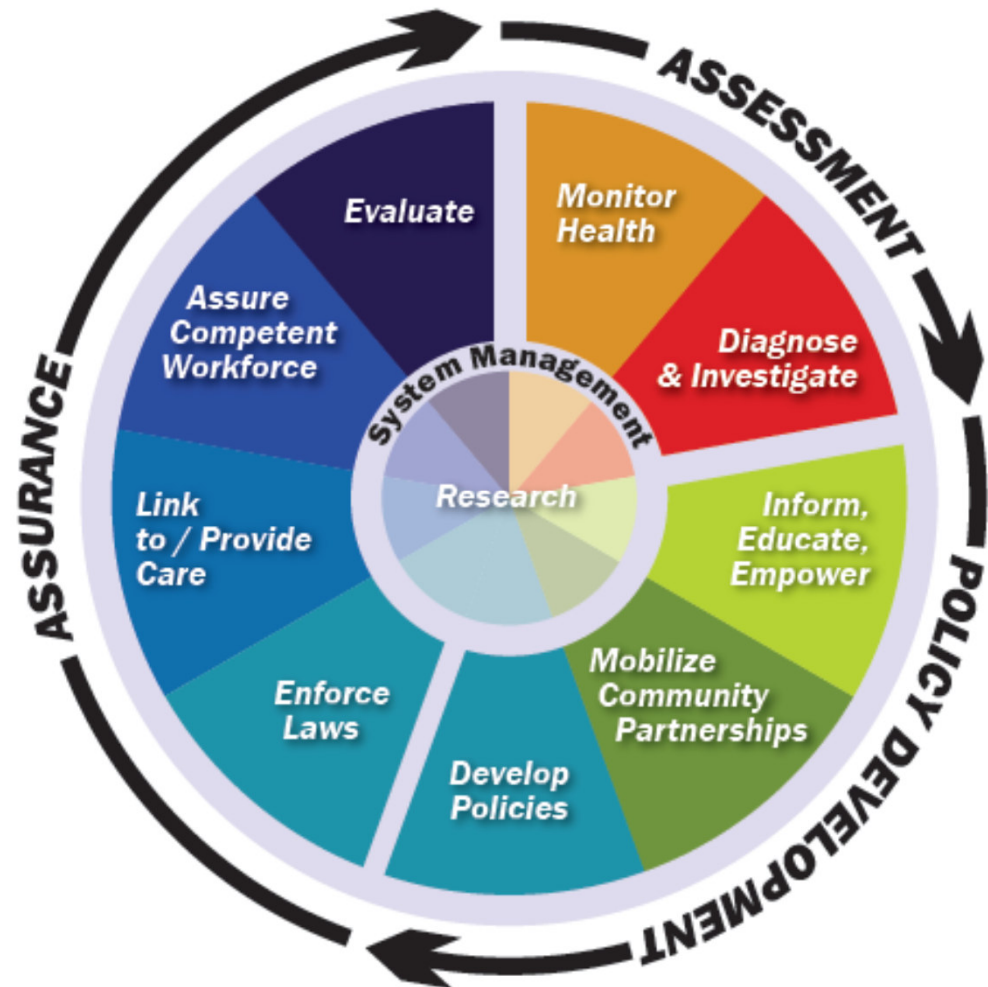 ASSESSMENT
Monitor
Health
Diagnose
& Investigate
POLICY DEVELOPMENT
Inform,
Educate,
Empower
Mobilize
Community
Partnerships
Develop
Policies
ASSURANCE
Enforce
Laws
Link
to / Provide
Care
Assure
Competent
Workforce
Evaluate
System Management
Research